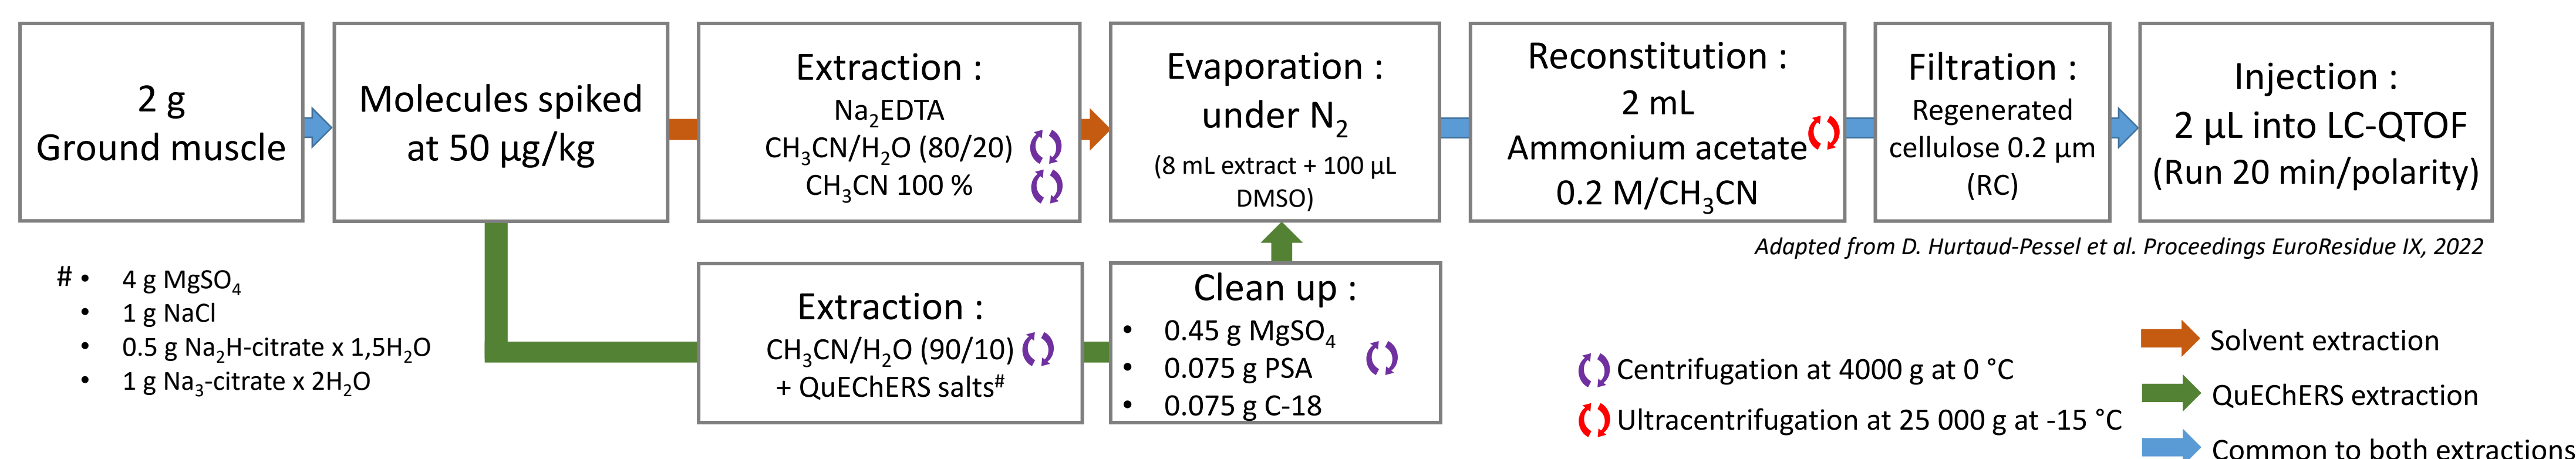 2 g
Ground muscle
Molecules spiked
at 50 µg/kg
Extraction :
Na₂EDTA
CH₃CN/H₂O (80/20)
CH₃CN 100 %
Evaporation :
under N₂
(8 mL extract + 100 µL
DMSO)
Reconstitution :
2 mL
Ammonium acetate
0.2 M/CH₃CN
Filtration :
Regenerated
cellulose 0.2 µm
(RC)
Injection :
2 µL into LC-QTOF
(Run 20 min/polarity)
Adapted from D. Hurtaud-Pessel et al. Proceedings EuroResidue IX, 2022
# • 4 g MgSO₄
• 1 g NaCl
• 0.5 g Na₂H-citrate x 1,5H₂O
• 1 g Na₃-citrate x 2H₂O
Extraction :
CH₃CN/H₂O (90/10)
+ QuEChERS salts#
Clean up :
• 0.45 g MgSO₄
• 0.075 g PSA
• 0.075 g C-18
Centrifugation at 4000 g at 0 °C
Ultracentrifugation at 25 000 g at -15 °C
Solvent extraction
QuEChERS extraction
Common to both extractions